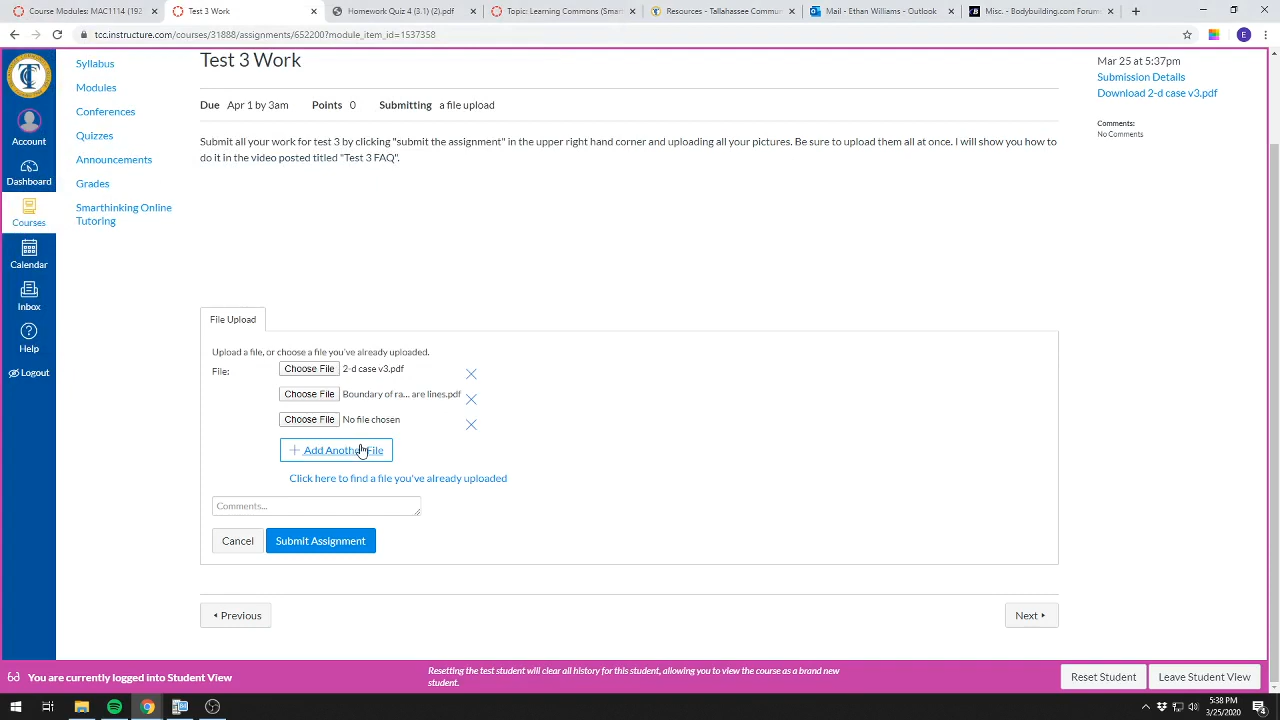 Course Modules: MAC1114 (192
Test 3 Work
Homework Quiz 4 (3.1) (2).pdf
Topic: Learning Commons (Smart
Resources - Tallahassee Commun
Mail - Ethan Williams - Outlook
Misc. - Bodybuilding.com Forum
tcc.instructure.com/courses/31888/assignments/652200?module_item_id=1537358
E
TCC
Account
Dashboard
Courses
Calendar
Inbox
Help
Logout
Syllabus
Modules
Conferences
Quizzes
Announcements
Grades
Smarthinking Online
Tutoring
Test 3 Work
Due Apr 1 by 3am Points 0 Submitting a file upload
Submit all your work for test 3 by clicking "submit the assignment" in the upper right hand corner and uploading all your pictures. Be sure to upload them all at once. I will show you how to
do it in the video posted titled "Test 3 FAQ".
File Upload
Upload a file, or choose a file you've already uploaded.
File: Choose File 2-d case v3.pdf
Choose File Boundary of ra... are lines.pdf
Choose File No file chosen
Add Another File
Click here to find a file you've already uploaded
Comments...
Cancel Submit Assignment
Previous
Next
Mar 25 at 5:37pm
Submission Details
Download 2-d case v3.pdf
Comments:
No Comments
You are currently logged into Student View
Resetting the test student will clear all history for this student, allowing you to view the course as a brand new
student.
Reset Student
Leave Student View
5:38 PM
3/25/2020